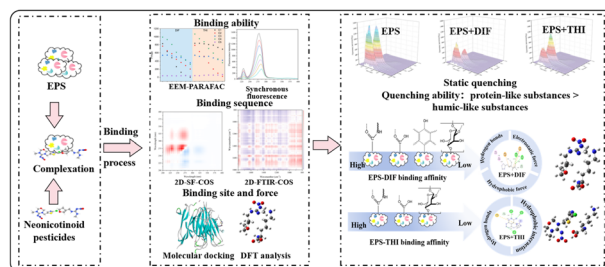 EPS
Complexation
Neonicotinoid
pesticides
Binding
process
Binding ability
EEM-PARAFAC
Synchronous
fluorescence
Binding sequence
2D-SF-COS
2D-FTIR-COS
Binding site and force
Molecular docking
DFT analysis
EPS
EPS+DIF
EPS+THI
Static quenching
Quenching ability: protein-like substances >
humic-like substances
High
Low
EPS-DIF binding affinity
Hydrogen bonds
Electrostatic force
EPS+DIF
Hydrophobic force
High
Low
EPS-THI binding affinity
Hydrogen bonds
Hydrophobic interaction
EPS+THI